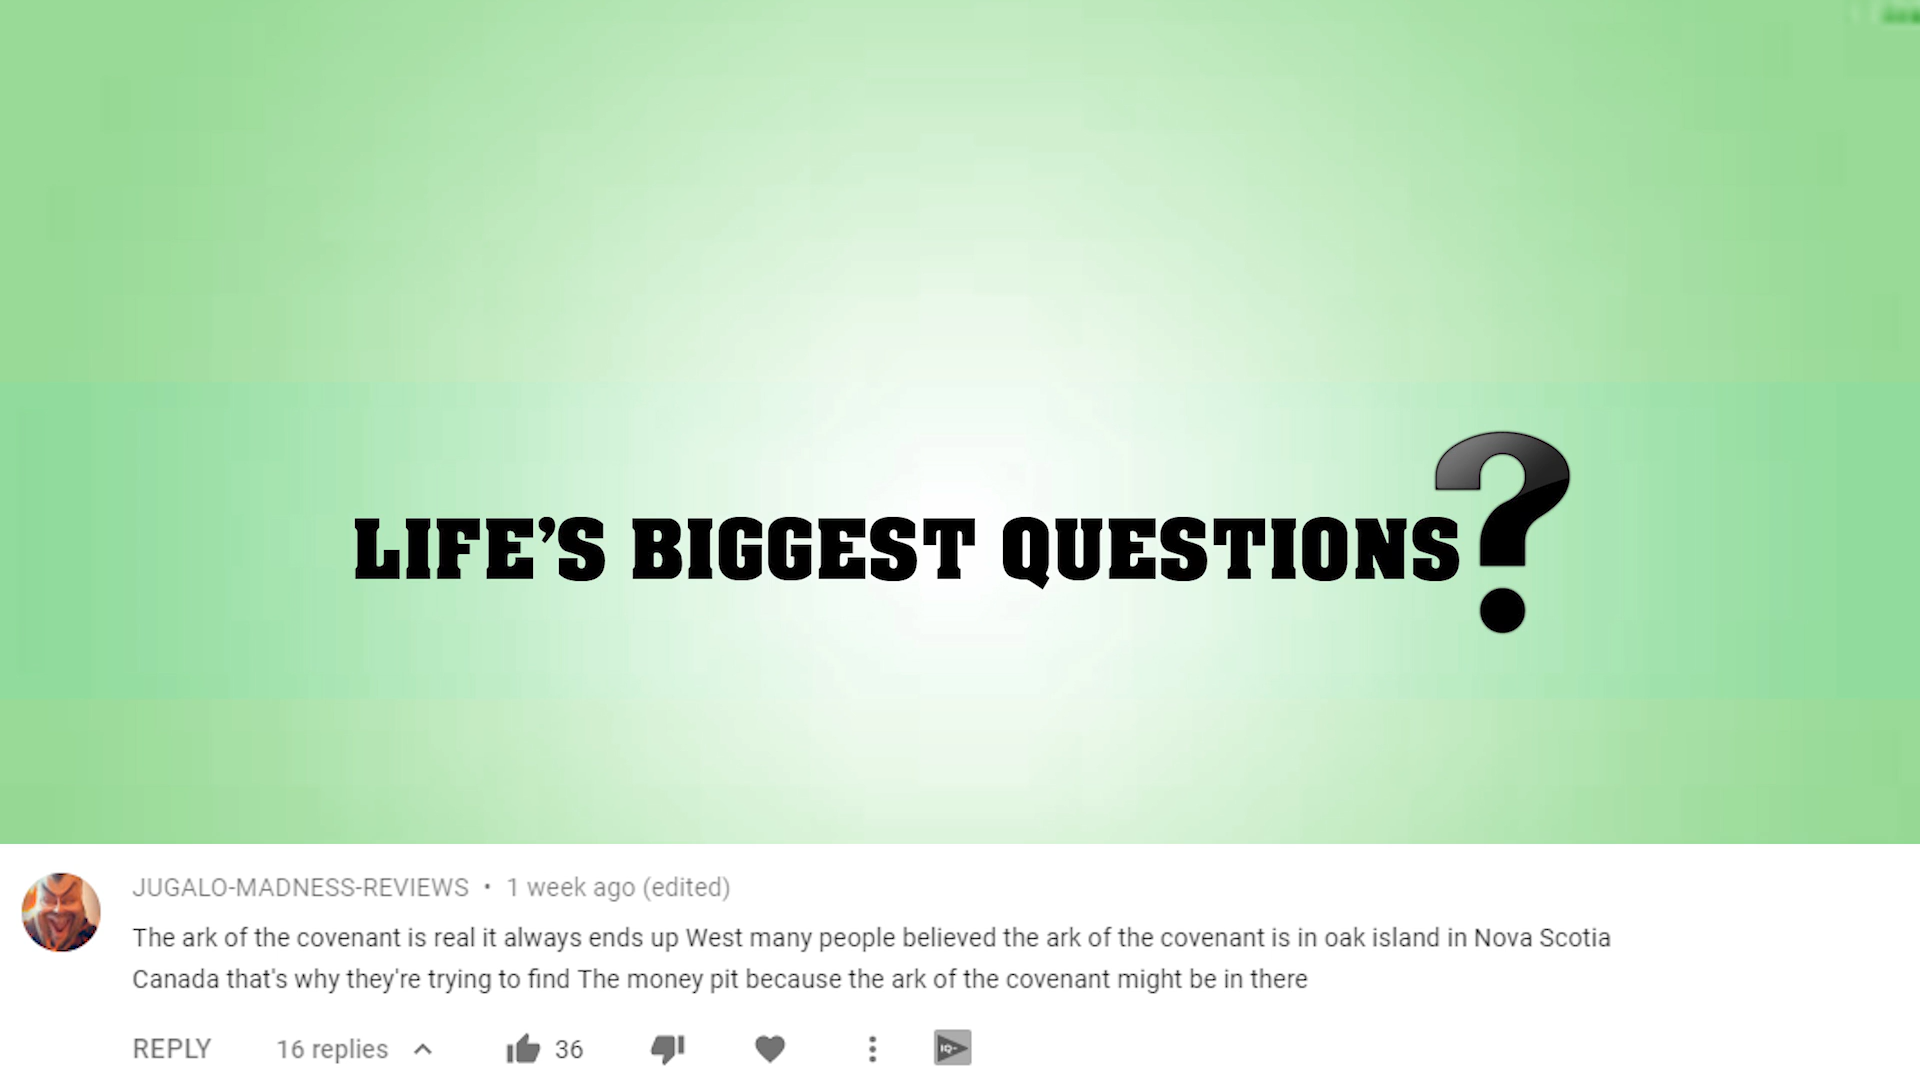 LIFE'S BIGGEST QUESTIONS?
JUGALO-MADNESS-REVIEWS • 1 week ago (edited)
The ark of the covenant is real it always ends up West many people believed the ark of the covenant is in oak island in Nova Scotia
Canada that's why they're trying to find The money pit because the ark of the covenant might be in there
REPLY 16 replies 36 IQ-